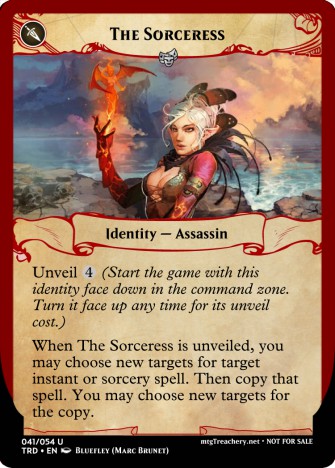 The Sorceress
Identity — Assassin
Unveil 4 (Start the game with this
identity face down in the command zone.
Turn it face up any time for its unveil
cost.)
When The Sorceress is unveiled, you
may choose new targets for target
instant or sorcery spell. Then copy that
spell. You may choose new targets for
the copy.
041/054 U
TRD • EN Bluefley (Marc Brunet)
mtgTreachery.net • NOT FOR SALE